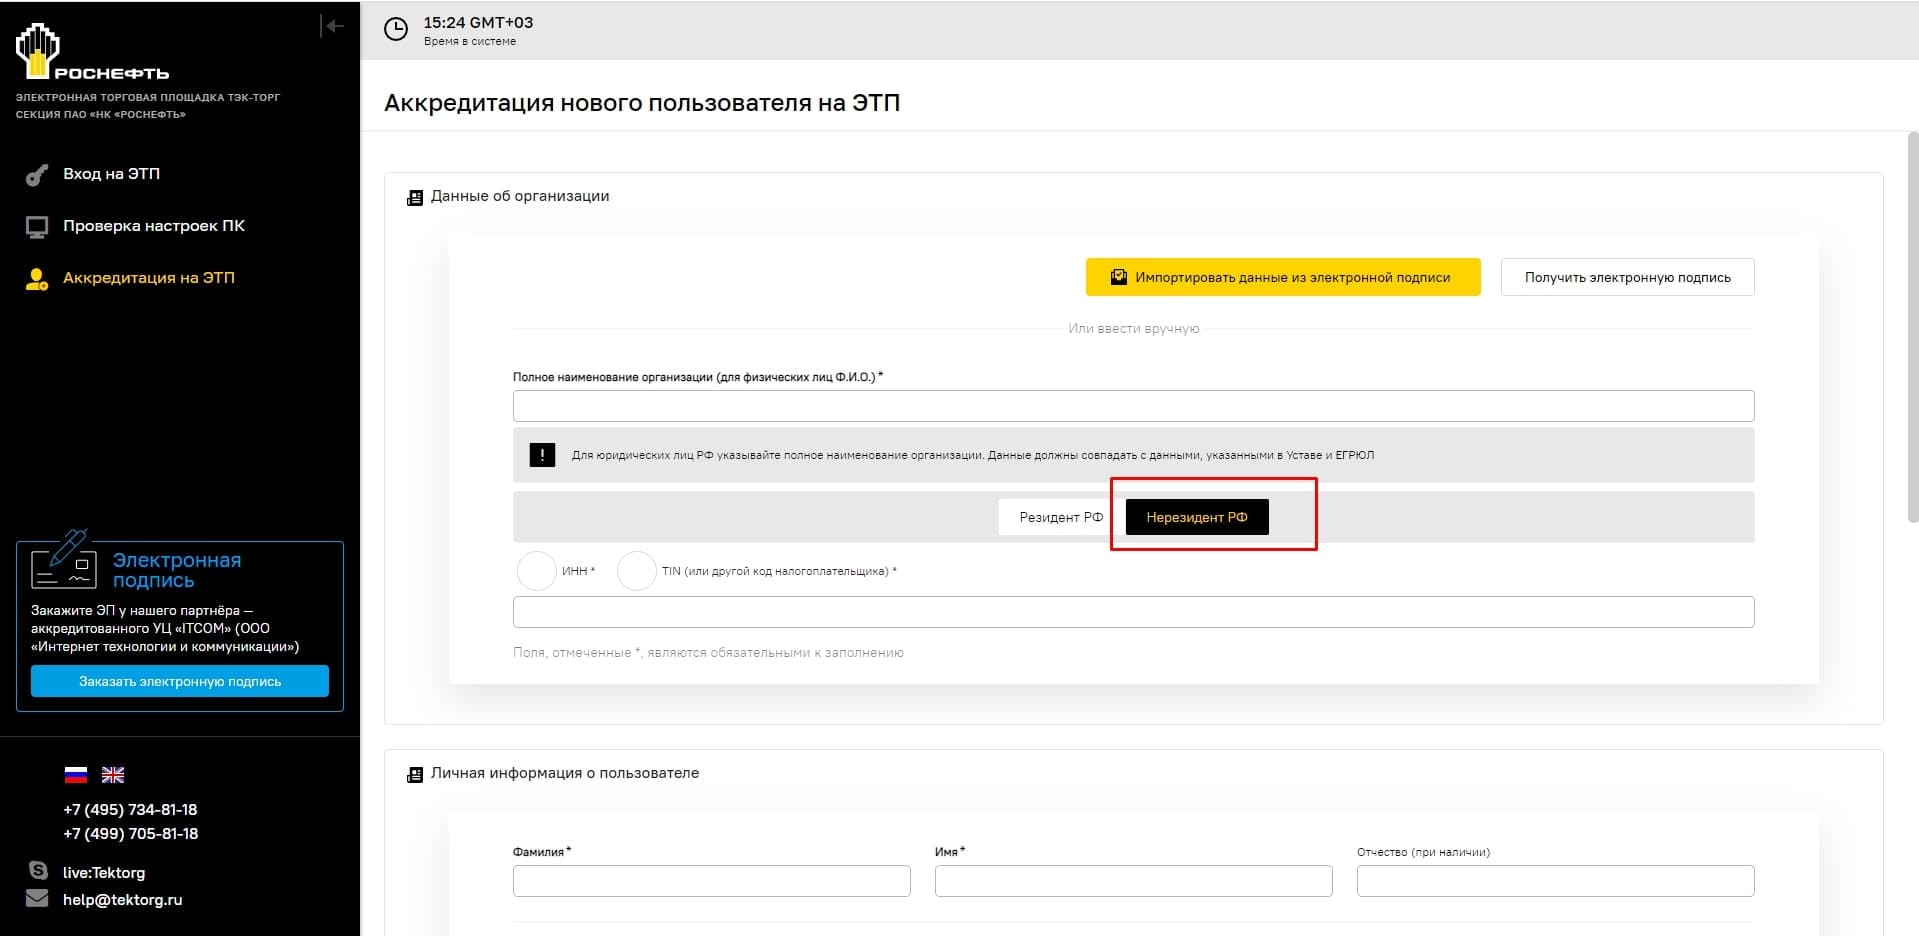 РОСНЕФТЬ
ЭЛЕКТРОННАЯ ТОРГОВАЯ ПЛОЩАДКА ТЭК-ТОРГ
СЕКЦИЯ ПАО «НК «РОСНЕФТЬ»
Вход на ЭТП
Проверка настроек ПК
Аккредитация на ЭТП
Электронная
подпись
Закажите ЭП у нашего партнёра —
аккредитованного УЦ «ITCOM» (ООО
«Интернет технологии и коммуникации»)
Заказать электронную подпись
+7 (495) 734-81-18
+7 (499) 705-81-18
live:Tektorg
help@tektorg.ru
15:24 GMT+03
Время в системе
Аккредитация нового пользователя на ЭТП
Данные об организации
Импортировать данные из электронной подписи
Получить электронную подпись
Или ввести вручную
Полное наименование организации (для физических лиц Ф.И.О.) *
! Для юридических лиц РФ указывайте полное наименование организации. Данные должны совпадать с данными, указанными в Уставе и ЕГРЮЛ
Резидент РФ Нерезидент РФ
ИНН * TIN (или другой код налогоплательщика) *
Поля, отмеченные *, являются обязательными к заполнению
Личная информация о пользователе
Фамилия * Имя * Отчество (при наличии)